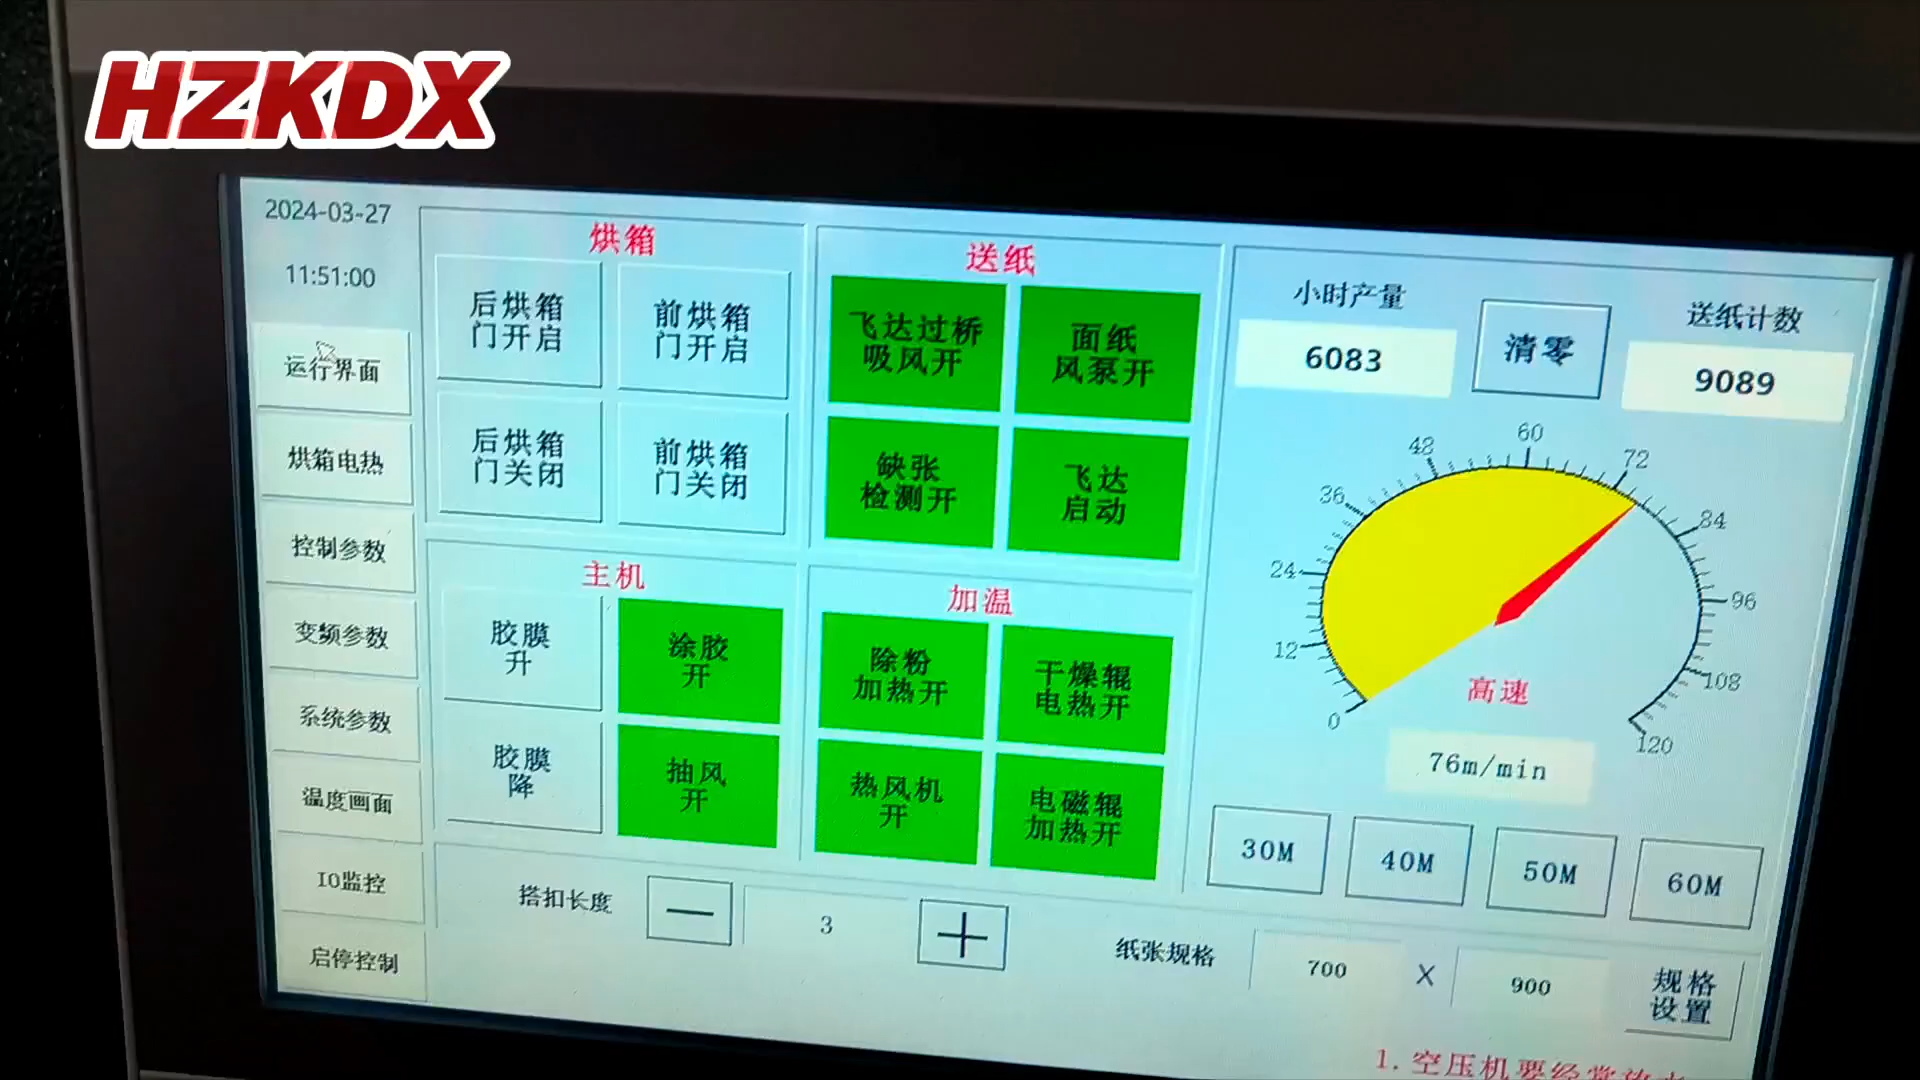 HZKDX
2024-03-27
11:51:00
运行界面
烘箱电热
控制参数
变频参数
系统参数
温度画面
IO监控
启停控制
烘箱
后烘箱
门开启
前烘箱
门开启
后烘箱
门关闭
前烘箱
门关闭
送纸
飞达过桥
吸风开
面纸
风泵开
缺张
检测开
飞达
启动
主机
胶膜
升
涂胶
开
胶膜
降
抽风
开
加温
除粉
加热开
干燥辊
电热开
热风机
开
电磁辊
加热开
小时产量
6083
清零
送纸计数
9089
0
12
24
36
48
60
72
84
96
108
120
高速
76m/min
30M
40M
50M
60M
搭扣长度
—
3
+
纸张规格
700
X
900
规格
设置
1.空压机要经常放水